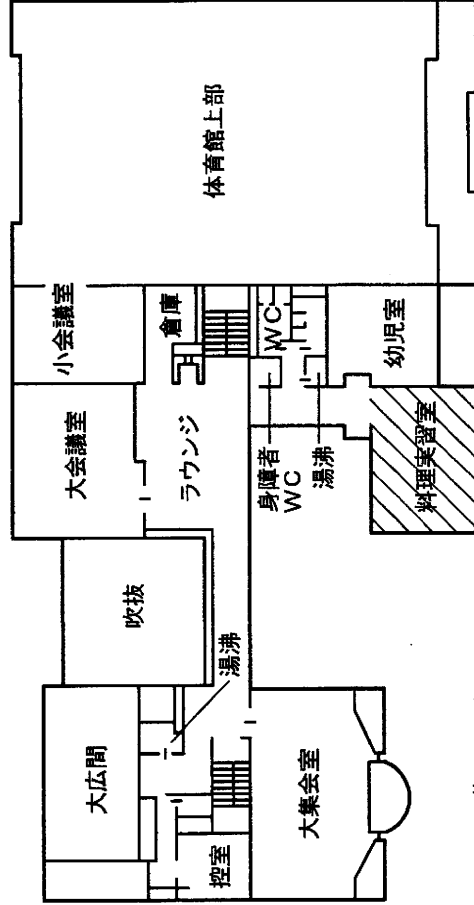 体育館上部
小会議室
倉庫
WC
幼児室
大会議室
ラウンジ
身障者
WC
湯沸
料理実習室
吹抜
湯沸
大広間
控室
大集会室